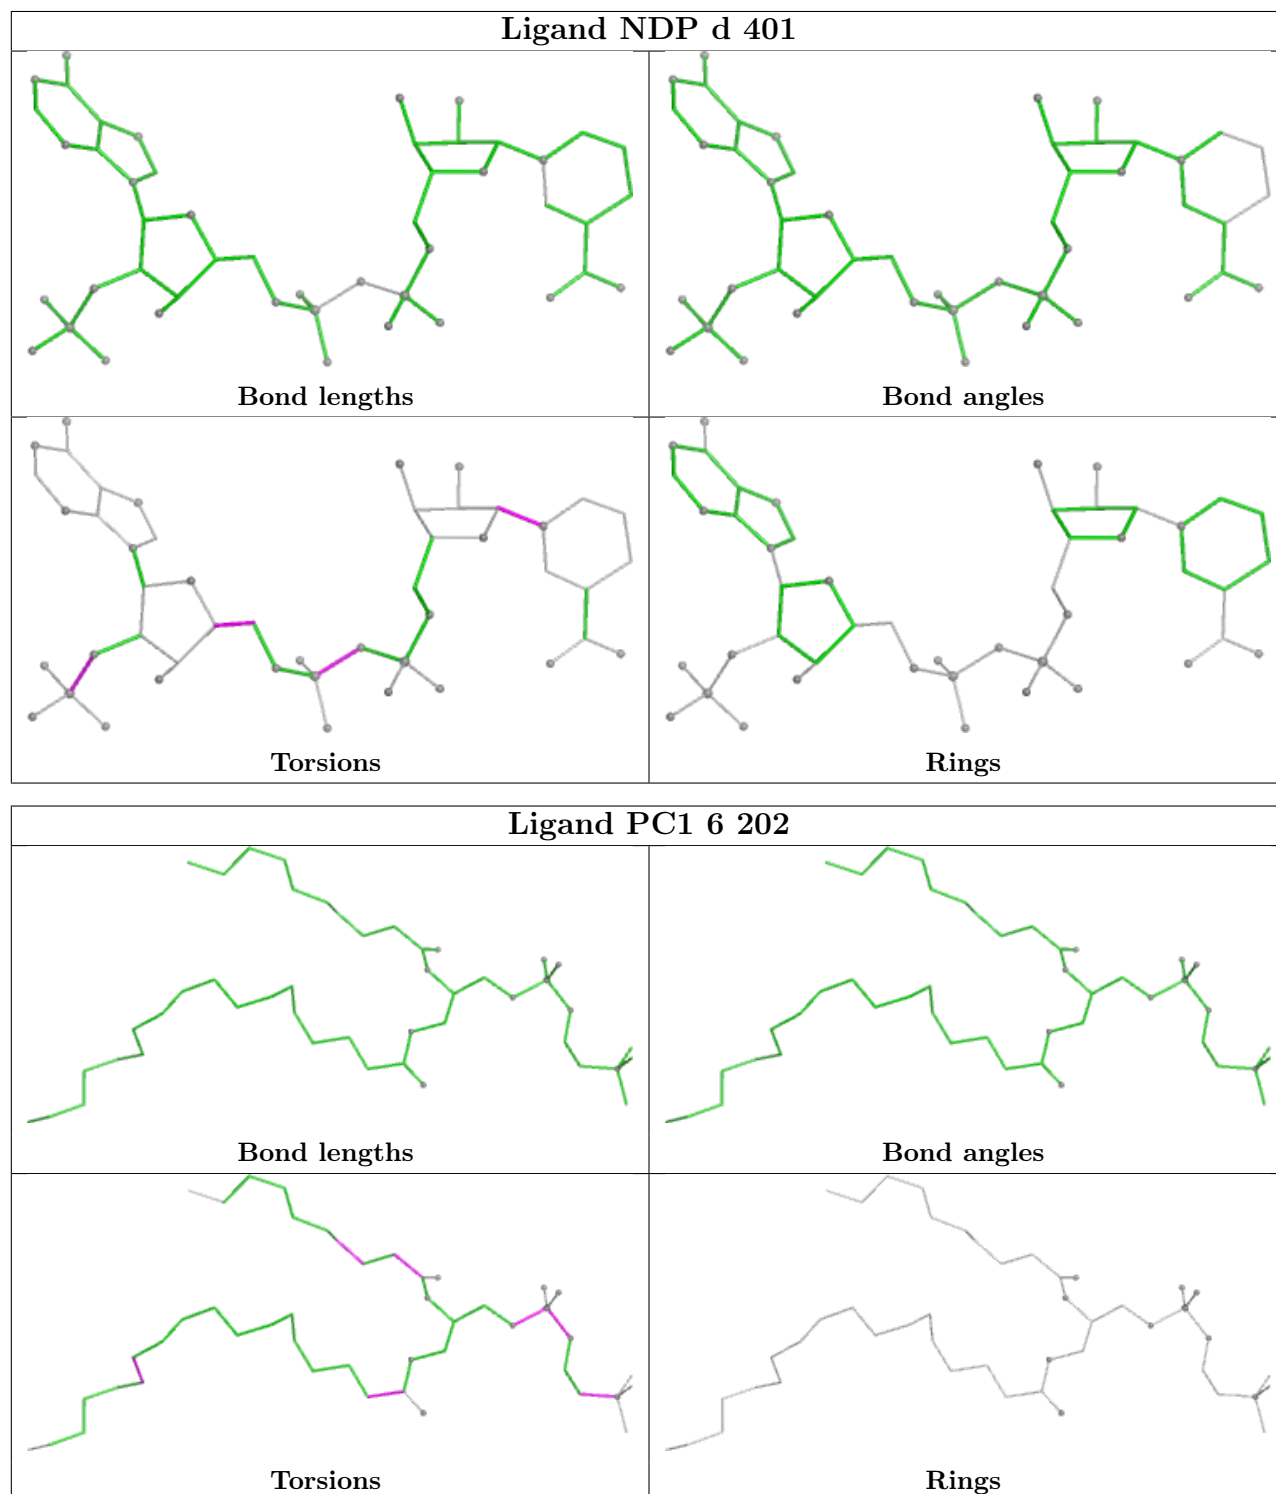 Ligand NDP d 401
Bond lengths
Bond angles
Torsions
Rings
Ligand PC1 6 202
Bond lengths
Bond angles
Torsions
Rings